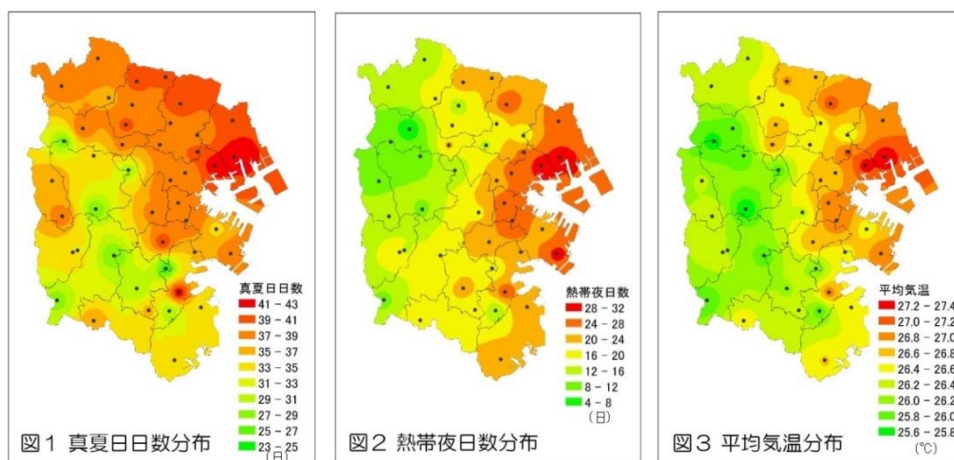 真夏日日数
41 − 43
39 − 41
37 − 39
35 − 37
33 − 35
31 − 33
29 − 31
27 − 29
25 − 27
23 − 25
(日)
図1 真夏日日数分布
熱帯夜日数
28 − 32
24 − 28
20 − 24
16 − 20
12 − 16
8 − 12
4 − 8
(日)
図2 熱帯夜日数分布
平均気温
27.2 − 27.4
27.0 − 27.2
26.8 − 27.0
26.6 − 26.8
26.4 − 26.6
26.2 − 26.4
26.0 − 26.2
25.8 − 26.0
25.6 − 25.8
(℃)
図3 平均気温分布